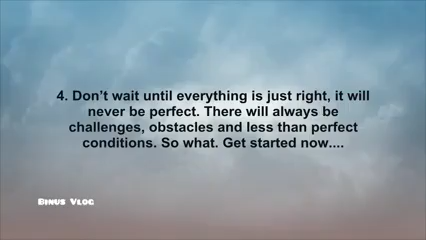 4. Don’t wait until everything is just right, it will
never be perfect. There will always be
challenges, obstacles and less than perfect
conditions. So what. Get started now....
Binus Vlog